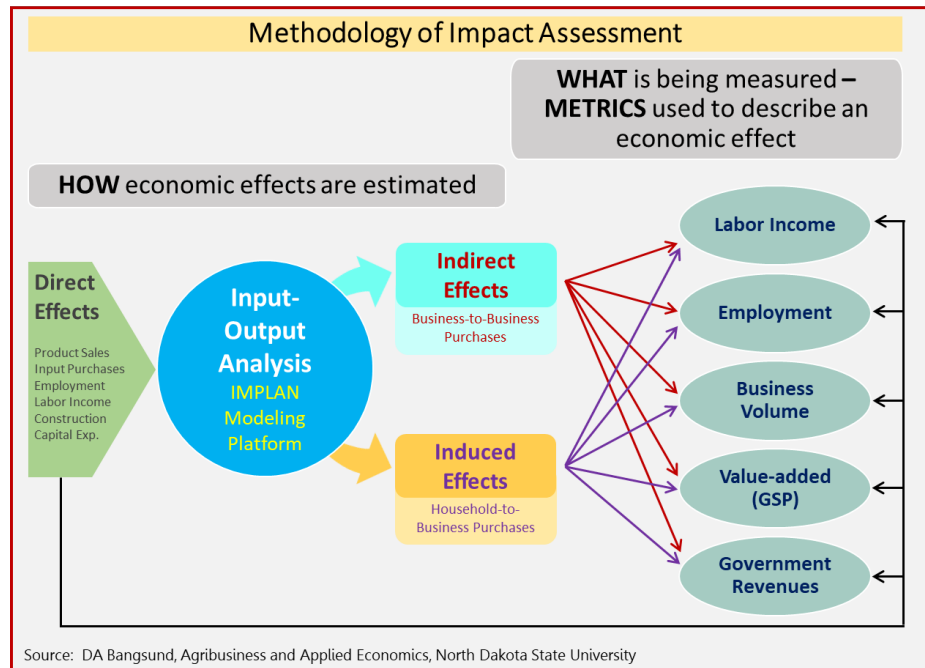 Methodology of Impact Assessment
WHAT is being measured –
METRICS used to describe an
economic effect
HOW economic effects are estimated
Direct
Effects
Product Sales
Input Purchases
Employment
Labor Income
Construction
Capital Exp.
Input-
Output
Analysis
IMPLAN
Modeling
Platform
Indirect
Effects
Business-to-Business
Purchases
Induced
Effects
Household-to-
Business Purchases
Labor Income
Employment
Business
Volume
Value-added
(GSP)
Government
Revenues
Source: DA Bangsund, Agribusiness and Applied Economics, North Dakota State University